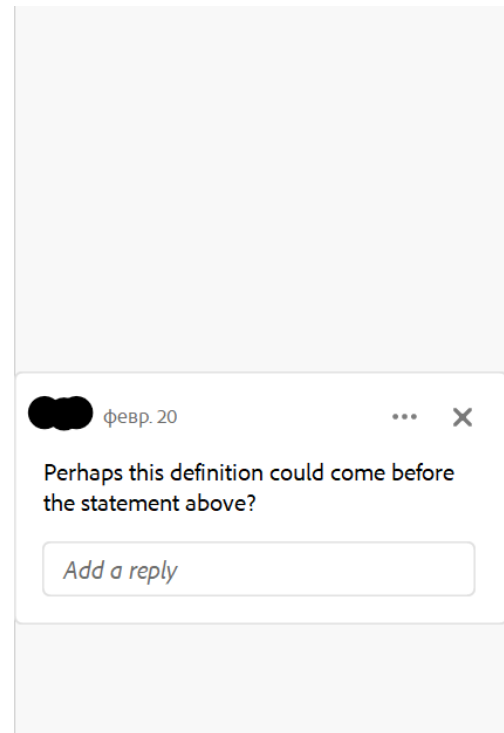 февр. 20
Perhaps this definition could come before
the statement above?
Add a reply